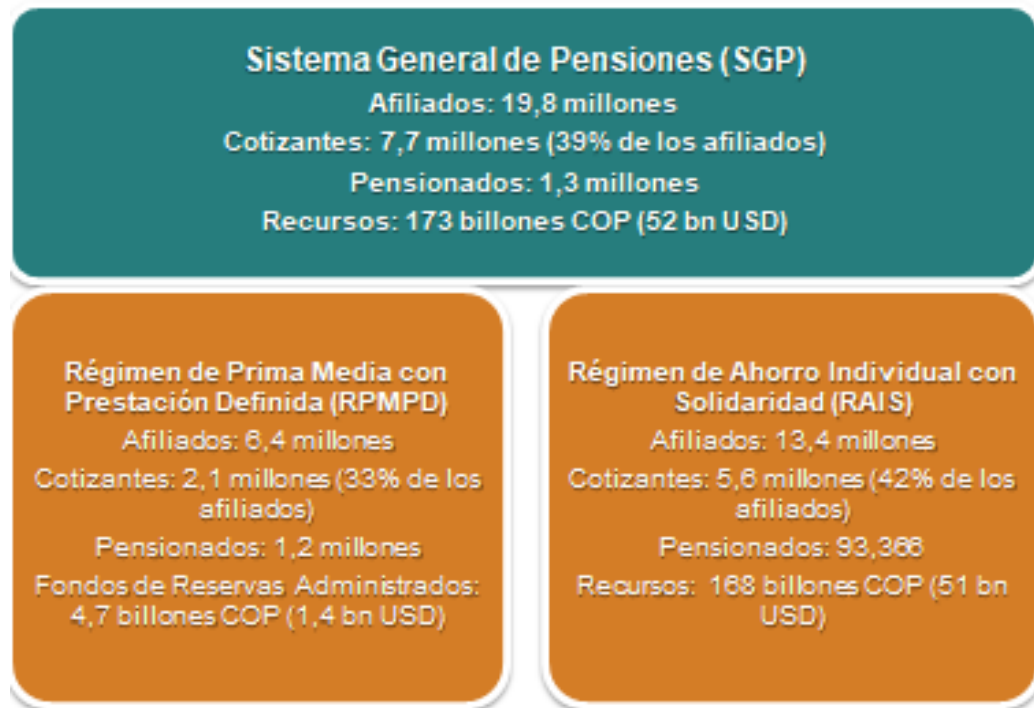 Sistema General de Pensiones (SGP)
Afiliados: 19,8 millones
Cotizantes: 7,7 millones (39% de los afiliados)
Pensionados: 1,3 millones
Recursos: 173 billones COP (52 bn USD)
Régimen de Prima Media con
Prestación Definida (RPMPD)
Afiliados: 6,4 millones
Cotizantes: 2,1 millones (33% de los
afiliados)
Pensionados: 1,2 millones
Fondos de Reservas Administrados:
4,7 billones COP (1,4 bn USD)
Régimen de Ahorro Individual con
Solidaridad (RAIS)
Afiliados: 13,4 millones
Cotizantes: 5,6 millones (42% de los
afiliados)
Pensionados: 93,366
Recursos: 168 billones COP (51 bn
USD)